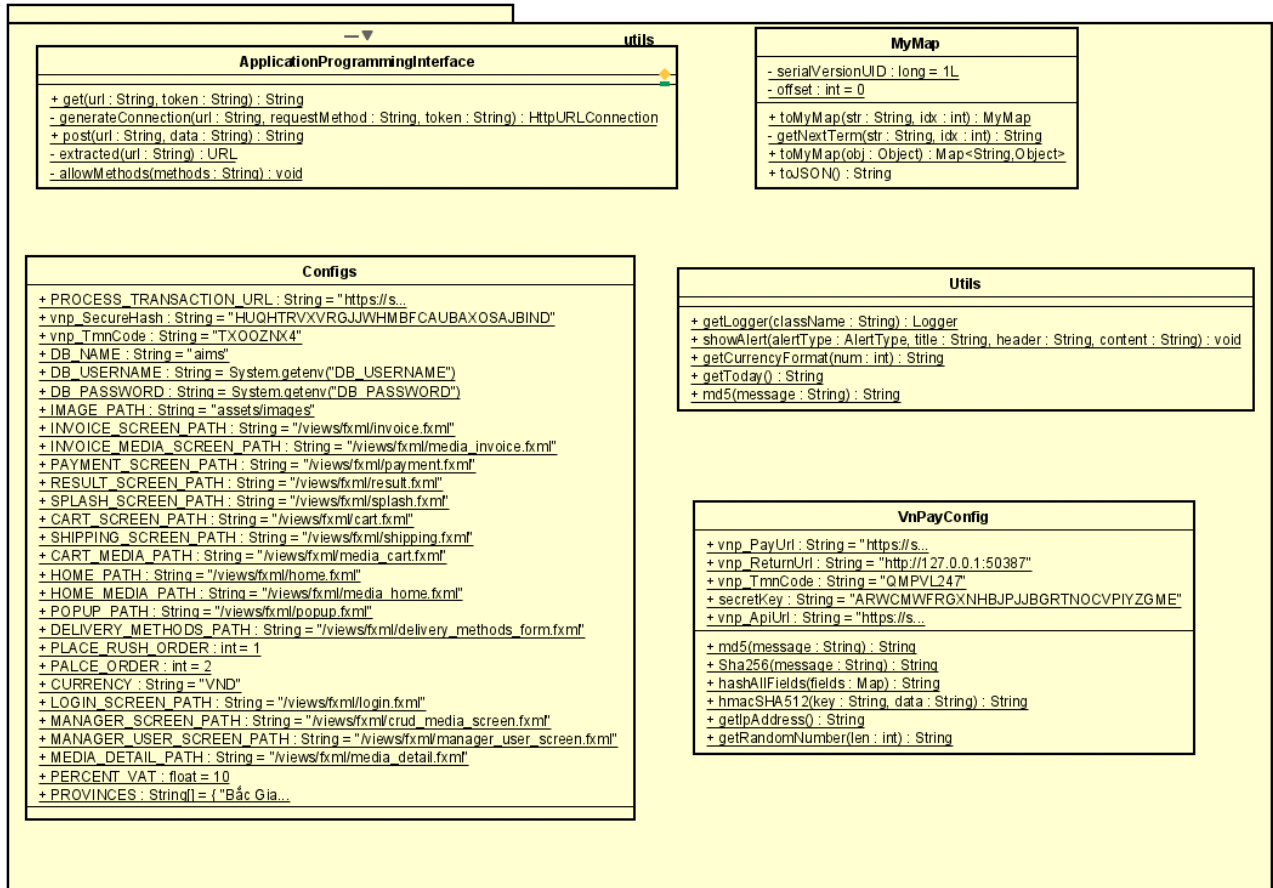 utils
ApplicationProgrammingInterface
+ get(url : String, token : String) : String
- generateConnection(url : String, requestMethod : String, token : String) : HttpURLConnection
+ post(url : String, data : String) : String
- extracted(url : String) : URL
- allowMethods(methods : String) : void
MyMap
- serialVersionUID : long = 1L
- offset : int = 0
+ toMyMap(str : String, idx : int) : MyMap
- getNextTerm(str : String, idx : int) : String
+ toMyMap(obj : Object) : Map<String,Object>
+ toJSON() : String
Configs
+ PROCESS_TRANSACTION_URL : String = "https://s...
+ vnp_SecureHash : String = "HUQHTRVXVRGJJWHMBFCAUBAXOSAJBIND"
+ vnp_TmnCode : String = "TXOOZNX4"
+ DB_NAME : String = "aims"
+ DB_USERNAME : String = System.getenv("DB_USERNAME")
+ DB_PASSWORD : String = System.getenv("DB_PASSWORD")
+ IMAGE_PATH : String = "assets/images"
+ INVOICE_SCREEN_PATH : String = "/views/fxml/invoice.fxml"
+ INVOICE_MEDIA_SCREEN_PATH : String = "/views/fxml/media_invoice.fxml"
+ PAYMENT_SCREEN_PATH : String = "/views/fxml/payment.fxml"
+ RESULT_SCREEN_PATH : String = "/views/fxml/result.fxml"
+ SPLASH_SCREEN_PATH : String = "/views/fxml/splash.fxml"
+ CART_SCREEN_PATH : String = "/views/fxml/cart.fxml"
+ SHIPPING_SCREEN_PATH : String = "/views/fxml/shipping.fxml"
+ CART_MEDIA_PATH : String = "/views/fxml/media_cart.fxml"
+ HOME_PATH : String = "/views/fxml/home.fxml"
+ HOME_MEDIA_PATH : String = "/views/fxml/media_home.fxml"
+ POPUP_PATH : String = "/views/fxml/popup.fxml"
+ DELIVERY_METHODS_PATH : String = "/views/fxml/delivery_methods_form.fxml"
+ PLACE_RUSH_ORDER : int = 1
+ PALCE_ORDER : int = 2
+ CURRENCY : String = "VND"
+ LOGIN_SCREEN_PATH : String = "/views/fxml/login.fxml"
+ MANAGER_SCREEN_PATH : String = "/views/fxml/crud_media_screen.fxml"
+ MANAGER_USER_SCREEN_PATH : String = "/views/fxml/manager_user_screen.fxml"
+ MEDIA_DETAIL_PATH : String = "/views/fxml/media_detail.fxml"
+ PERCENT_VAT : float = 10
+ PROVINCES : String[] = { "Bắc Gia...
Utils
+ getLogger(className : String) : Logger
+ showAlert(alertType : AlertType, title : String, header : String, content : String) : void
+ getCurrencyFormat(num : int) : String
+ getToday() : String
+ md5(message : String) : String
VnPayConfig
+ vnp_PayUrl : String = "https://s...
+ vnp_ReturnUrl : String = "http://127.0.0.1:50387"
+ vnp_TmnCode : String = "QMPVL247"
+ secretKey : String = "ARWCMWFRGXNHBJPJJBGRTNOCVPIYZGME"
+ vnp_ApiUrl : String = "https://s...
+ md5(message : String) : String
+ Sha256(message : String) : String
+ hashAllFields(fields : Map) : String
+ hmacSHA512(key : String, data : String) : String
+ getIpAddress() : String
+ getRandomNumber(len : int) : String